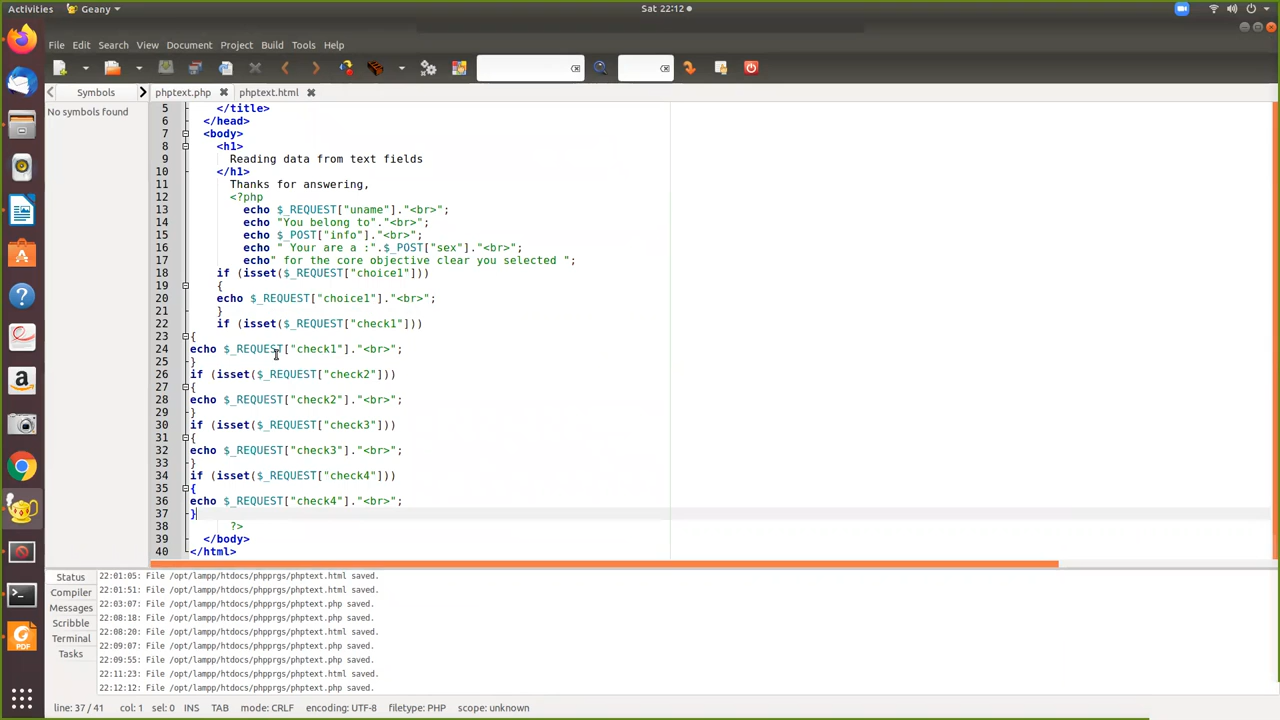 Activities Geany Sat 22:12
File Edit Search View Document Project Build Tools Help
Symbols phptext.php phptext.html
No symbols found
5 </title>
6 </head>
7 <body>
8 <h1>
9 Reading data from text fields
10 </h1>
11 Thanks for answering,
12 <?php
13 echo $_REQUEST["uname"]."<br>";
14 echo "You belong to"."<br>";
15 echo $_POST["info"]."<br>";
16 echo " Your are a :".$_POST["sex"]."<br>";
17 echo" for the core objective clear you selected ";
18 if (isset($_REQUEST["choice1"]))
19 {
20 echo $_REQUEST["choice1"]."<br>";
21 }
22 if (isset($_REQUEST["check1"]))
23 {
24 echo $_REQUEST["check1"]."<br>";
25 }
26 if (isset($_REQUEST["check2"]))
27 {
28 echo $_REQUEST["check2"]."<br>";
29 }
30 if (isset($_REQUEST["check3"]))
31 {
32 echo $_REQUEST["check3"]."<br>";
33 }
34 if (isset($_REQUEST["check4"]))
35 {
36 echo $_REQUEST["check4"]."<br>";
37 }
38 ?>
39 </body>
40 </html>
Status
Compiler
Messages
Scribble
Terminal
Tasks
22:01:05: File /opt/lampp/htdocs/phpprgs/phptext.html saved.
22:01:51: File /opt/lampp/htdocs/phpprgs/phptext.html saved.
22:03:07: File /opt/lampp/htdocs/phpprgs/phptext.php saved.
22:08:18: File /opt/lampp/htdocs/phpprgs/phptext.php saved.
22:08:20: File /opt/lampp/htdocs/phpprgs/phptext.html saved.
22:09:07: File /opt/lampp/htdocs/phpprgs/phptext.php saved.
22:09:55: File /opt/lampp/htdocs/phpprgs/phptext.php saved.
22:11:23: File /opt/lampp/htdocs/phpprgs/phptext.html saved.
22:12:12: File /opt/lampp/htdocs/phpprgs/phptext.php saved.
line: 37 / 41 col: 1 sel: 0 INS TAB mode: CRLF encoding: UTF-8 filetype: PHP scope: unknown